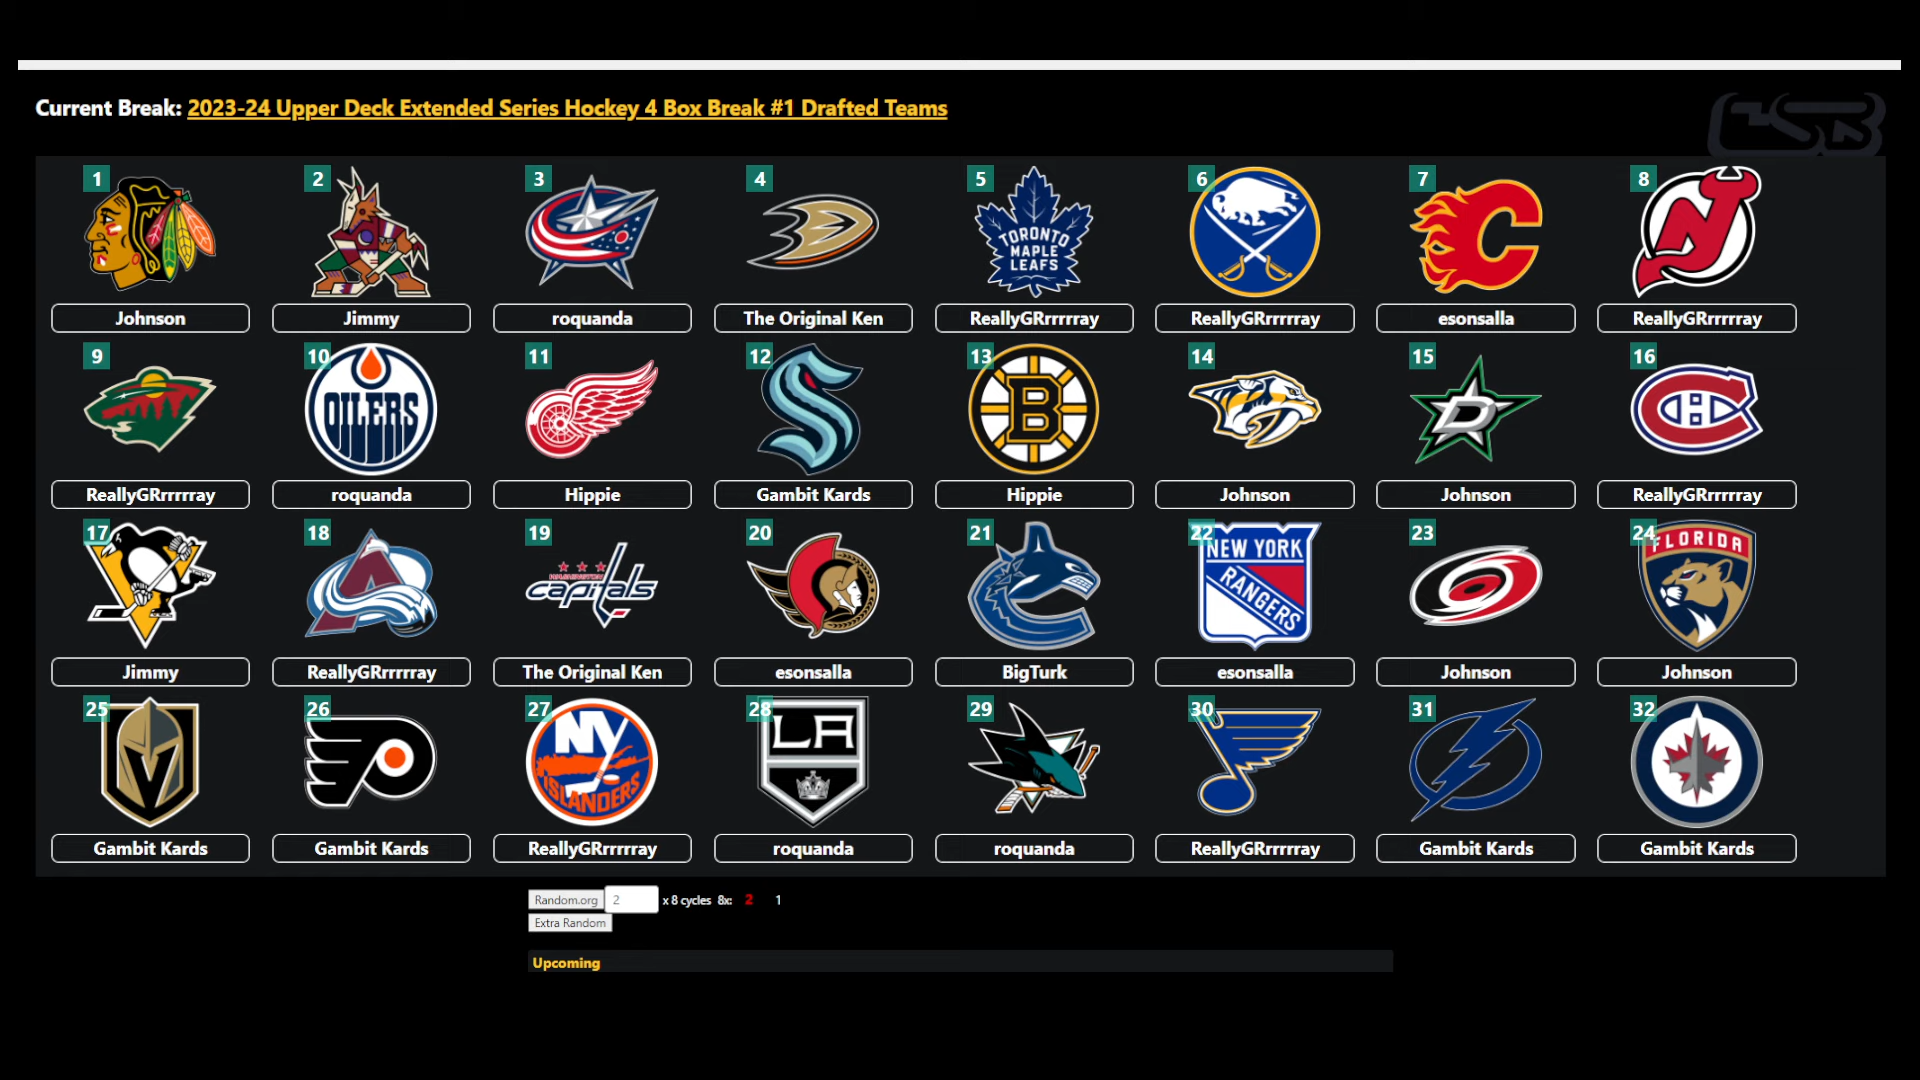 Current Break: 2023-24 Upper Deck Extended Series Hockey 4 Box Break #1 Drafted Teams
CSB
1 2 3 4 5 6 7 8
TORONTO
MAPLE
LEAFS
Johnson Jimmy roquanda The Original Ken ReallyGRrrrrray ReallyGRrrrrray esonsalla ReallyGRrrrrray
9 10 11 12 13 14 15 16
OILERS B D
ReallyGRrrrrray roquanda Hippie Gambit Kards Hippie Johnson Johnson ReallyGRrrrrray
17 18 19 20 21 22 23 24
NEW YORK FLORIDA
WASHINGTON
capitals RANGERS
Jimmy ReallyGRrrrrray The Original Ken esonsalla BigTurk esonsalla Johnson Johnson
25 26 27 28 29 30 31 32
NY LA
ISLANDERS
Gambit Kards Gambit Kards ReallyGRrrrrray roquanda roquanda ReallyGRrrrrray Gambit Kards Gambit Kards
Random.org 2 x 8 cycles 8x: 2 1
Extra Random
Upcoming